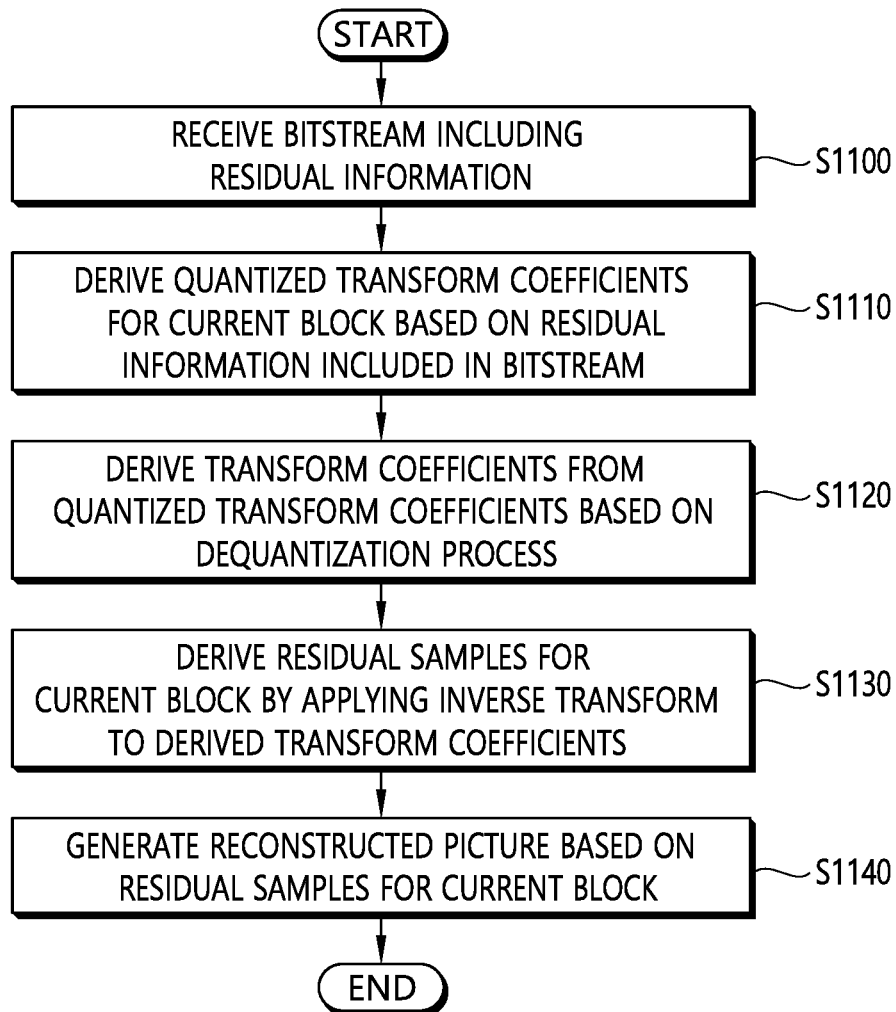 START
RECEIVE BITSTREAM INCLUDING
RESIDUAL INFORMATION
S1100
DERIVE QUANTIZED TRANSFORM COEFFICIENTS
FOR CURRENT BLOCK BASED ON RESIDUAL
INFORMATION INCLUDED IN BITSTREAM
S1110
DERIVE TRANSFORM COEFFICIENTS FROM
QUANTIZED TRANSFORM COEFFICIENTS BASED ON
DEQUANTIZATION PROCESS
S1120
DERIVE RESIDUAL SAMPLES FOR
CURRENT BLOCK BY APPLYING INVERSE TRANSFORM
TO DERIVED TRANSFORM COEFFICIENTS
S1130
GENERATE RECONSTRUCTED PICTURE BASED ON
RESIDUAL SAMPLES FOR CURRENT BLOCK
S1140
END